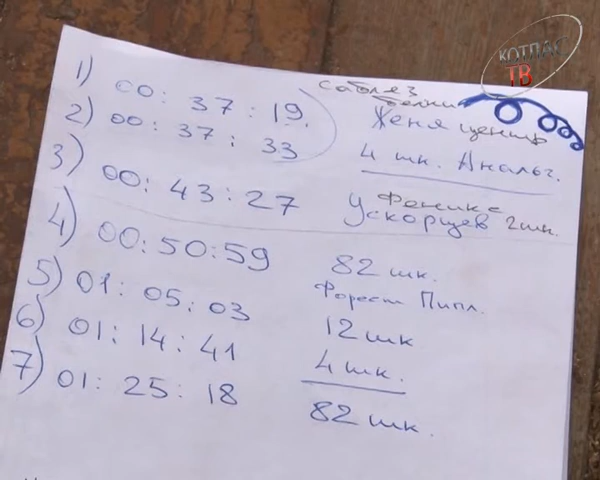 КОТЛАС
ТВ
1) 00 : 37 : 19.
2) 00 : 37 : 33
3) 00 : 43 : 27
4) 00 : 50 : 59
5) 01 : 05 : 03
6) 01 : 14 : 41
7) 01 : 25 : 18
саблез
белки
Женя центр
4 шт. Анальг.
Феникс
Ускорцев 2шк.
82 шк.
Форест Пипл.
12 шк
4 шк.
82 шк.